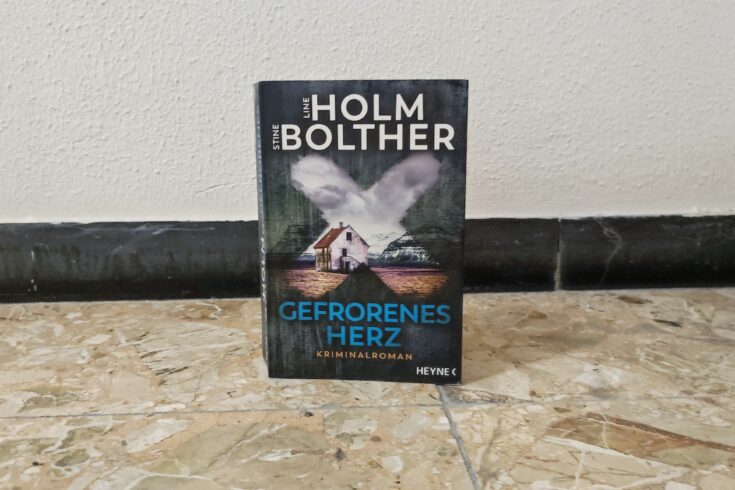 LINE HOLM
STINE BOLTHER
GEFRORENES
HERZ
KRIMINALROMAN
HEYNE <